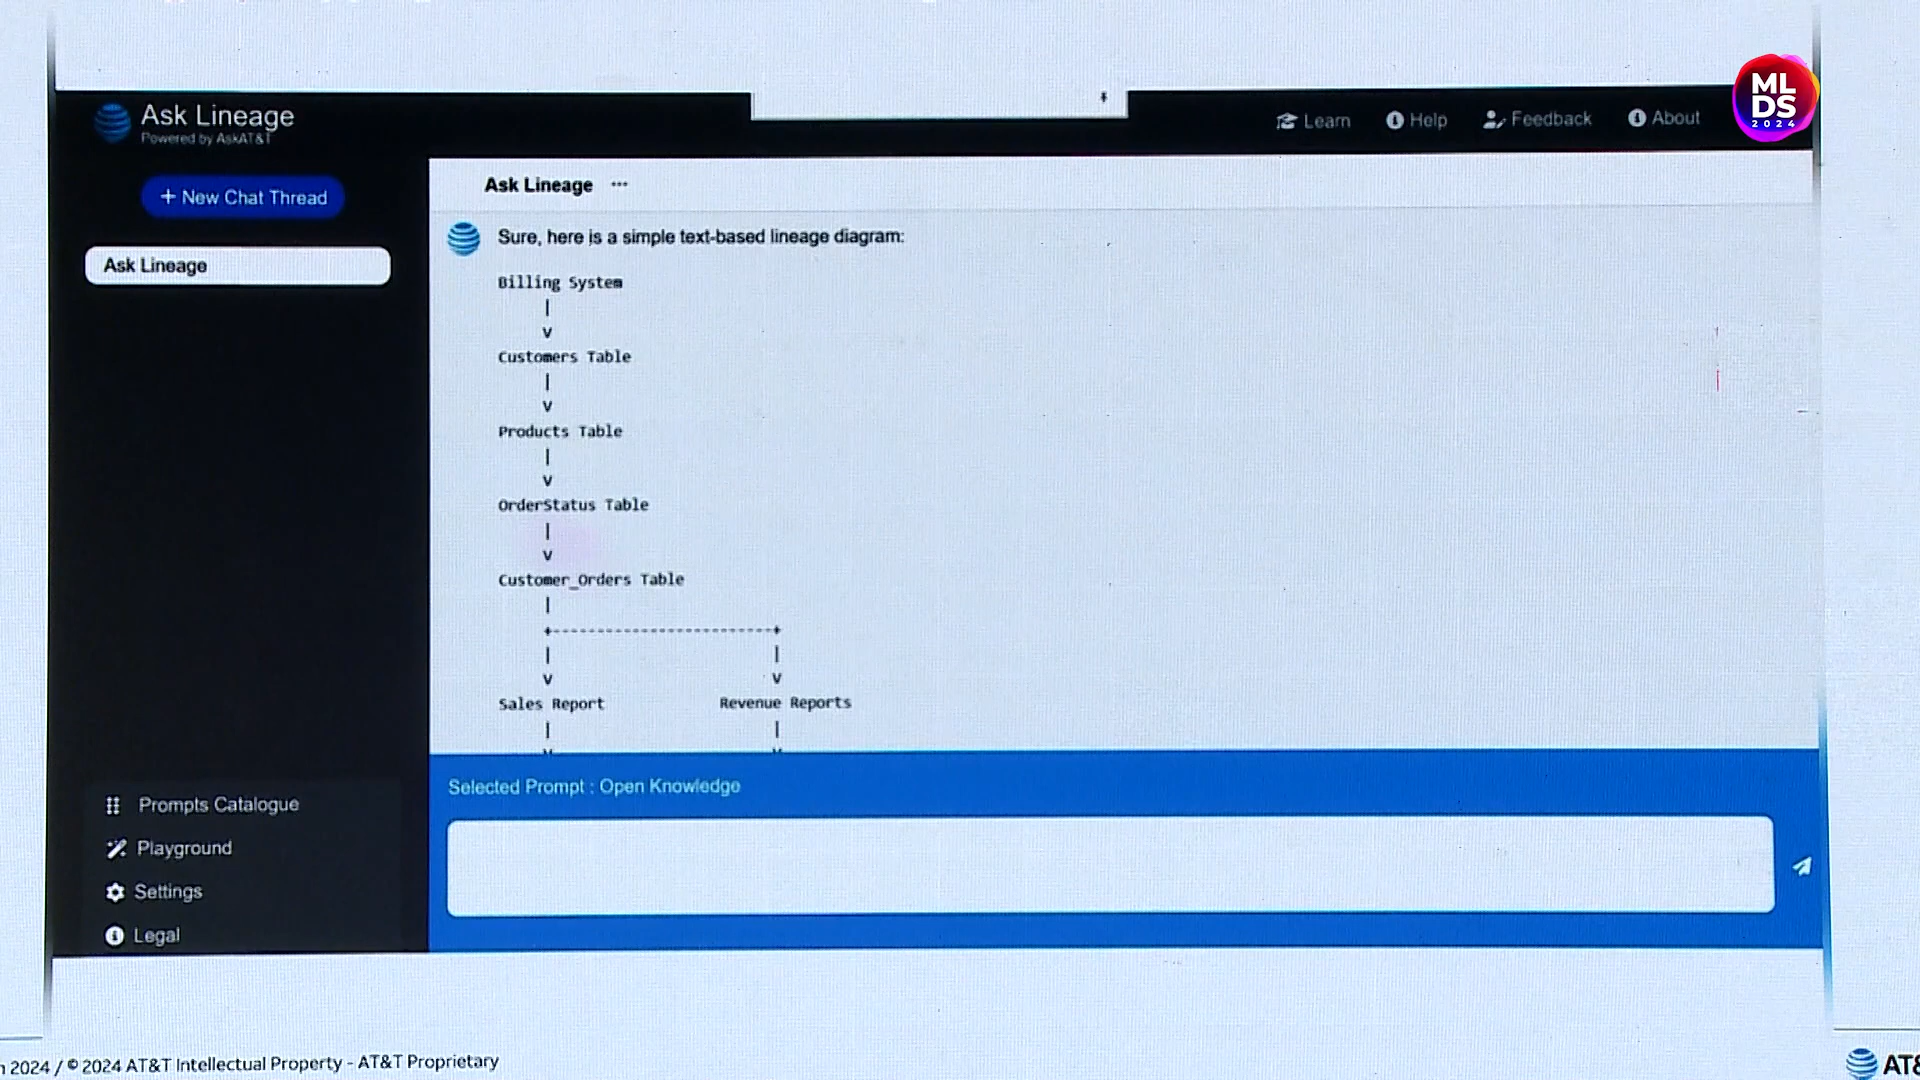 ML
DS
2024
Ask Lineage
Powered by AskAT&T
Learn
Help
Feedback
About
+ New Chat Thread
Ask Lineage
Ask Lineage ...
Sure, here is a simple text-based lineage diagram:
Billing System
|
v
Customers Table
|
v
Products Table
|
v
OrderStatus Table
|
v
Customer_Orders Table
|
+-------------------------+
| |
v v
Sales Report Revenue Reports
| |
v v
Selected Prompt : Open Knowledge
Prompts Catalogue
Playground
Settings
Legal
2024 / © 2024 AT&T Intellectual Property - AT&T Proprietary
AT&